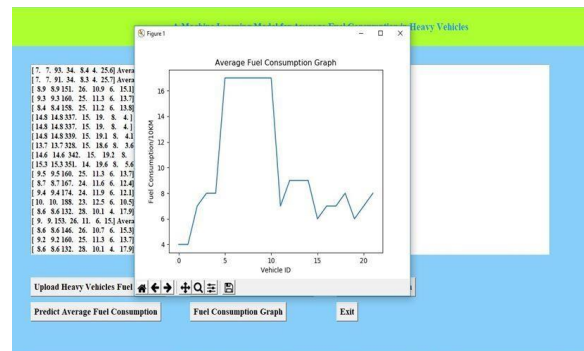 A Machine Learning Model for Average Fuel Consumption in Heavy Vehicles
Figure 1
[ 7. 7. 93. 34. 8.4 4. 25.6] Avera
[ 7. 7. 91. 34. 8.3 4. 25.7] Avera
[ 8.9 8.9 151. 26. 10.9 6. 15.1]
[ 9.3 9.3 160. 25. 11.3 6. 13.7]
[ 8.4 8.4 158. 25. 11.2 6. 13.8]
[ 14.8 14.8 337. 15. 19. 8. 4. ]
[ 14.8 14.8 337. 15. 19. 8. 4. ]
[ 14.8 14.8 339. 15. 19.1 8. 4.1
[ 13.7 13.7 328. 15. 18.6 8. 3.6
[ 14.6 14.6 342. 15. 19.2 8.
[ 15.3 15.3 351. 14. 19.6 8. 5.6
[ 9.5 9.5 160. 25. 11.3 6. 13.7]
[ 8.7 8.7 167. 24. 11.6 6. 12.4]
[ 9.4 9.4 174. 24. 11.9 6. 12.1]
[ 10. 10. 188. 23. 12.5 6. 10.5]
[ 8.6 8.6 132. 28. 10.1 4. 17.9]
[ 9. 9. 153. 26. 11. 6. 15.] Avera
[ 8.6 8.6 146. 26. 10.7 6. 15.3]
[ 9.2 9.2 160. 25. 11.3 6. 13.7]
[ 8.6 8.6 132. 28. 10.1 4. 17.9]
Average Fuel Consumption Graph
Fuel Consumption/10KM
16
14
12
10
8
6
4
0 5 10 15 20
Vehicle ID
Upload Heavy Vehicles Fuel
Predict Average Fuel Consumption
Fuel Consumption Graph
Exit